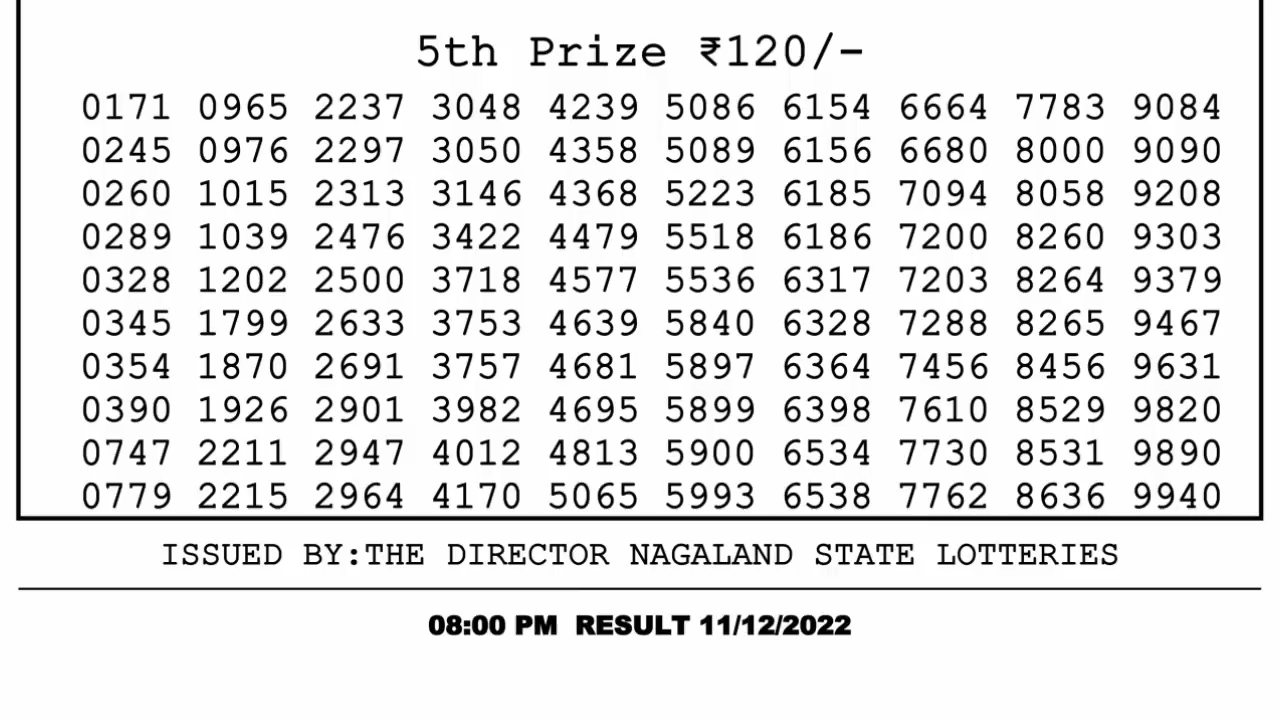 5th Prize ₹120/-
0171 0965 2237 3048 4239 5086 6154 6664 7783 9084
0245 0976 2297 3050 4358 5089 6156 6680 8000 9090
0260 1015 2313 3146 4368 5223 6185 7094 8058 9208
0289 1039 2476 3422 4479 5518 6186 7200 8260 9303
0328 1202 2500 3718 4577 5536 6317 7203 8264 9379
0345 1799 2633 3753 4639 5840 6328 7288 8265 9467
0354 1870 2691 3757 4681 5897 6364 7456 8456 9631
0390 1926 2901 3982 4695 5899 6398 7610 8529 9820
0747 2211 2947 4012 4813 5900 6534 7730 8531 9890
0779 2215 2964 4170 5065 5993 6538 7762 8636 9940
ISSUED BY:THE DIRECTOR NAGALAND STATE LOTTERIES
08:00 PM RESULT 11/12/2022